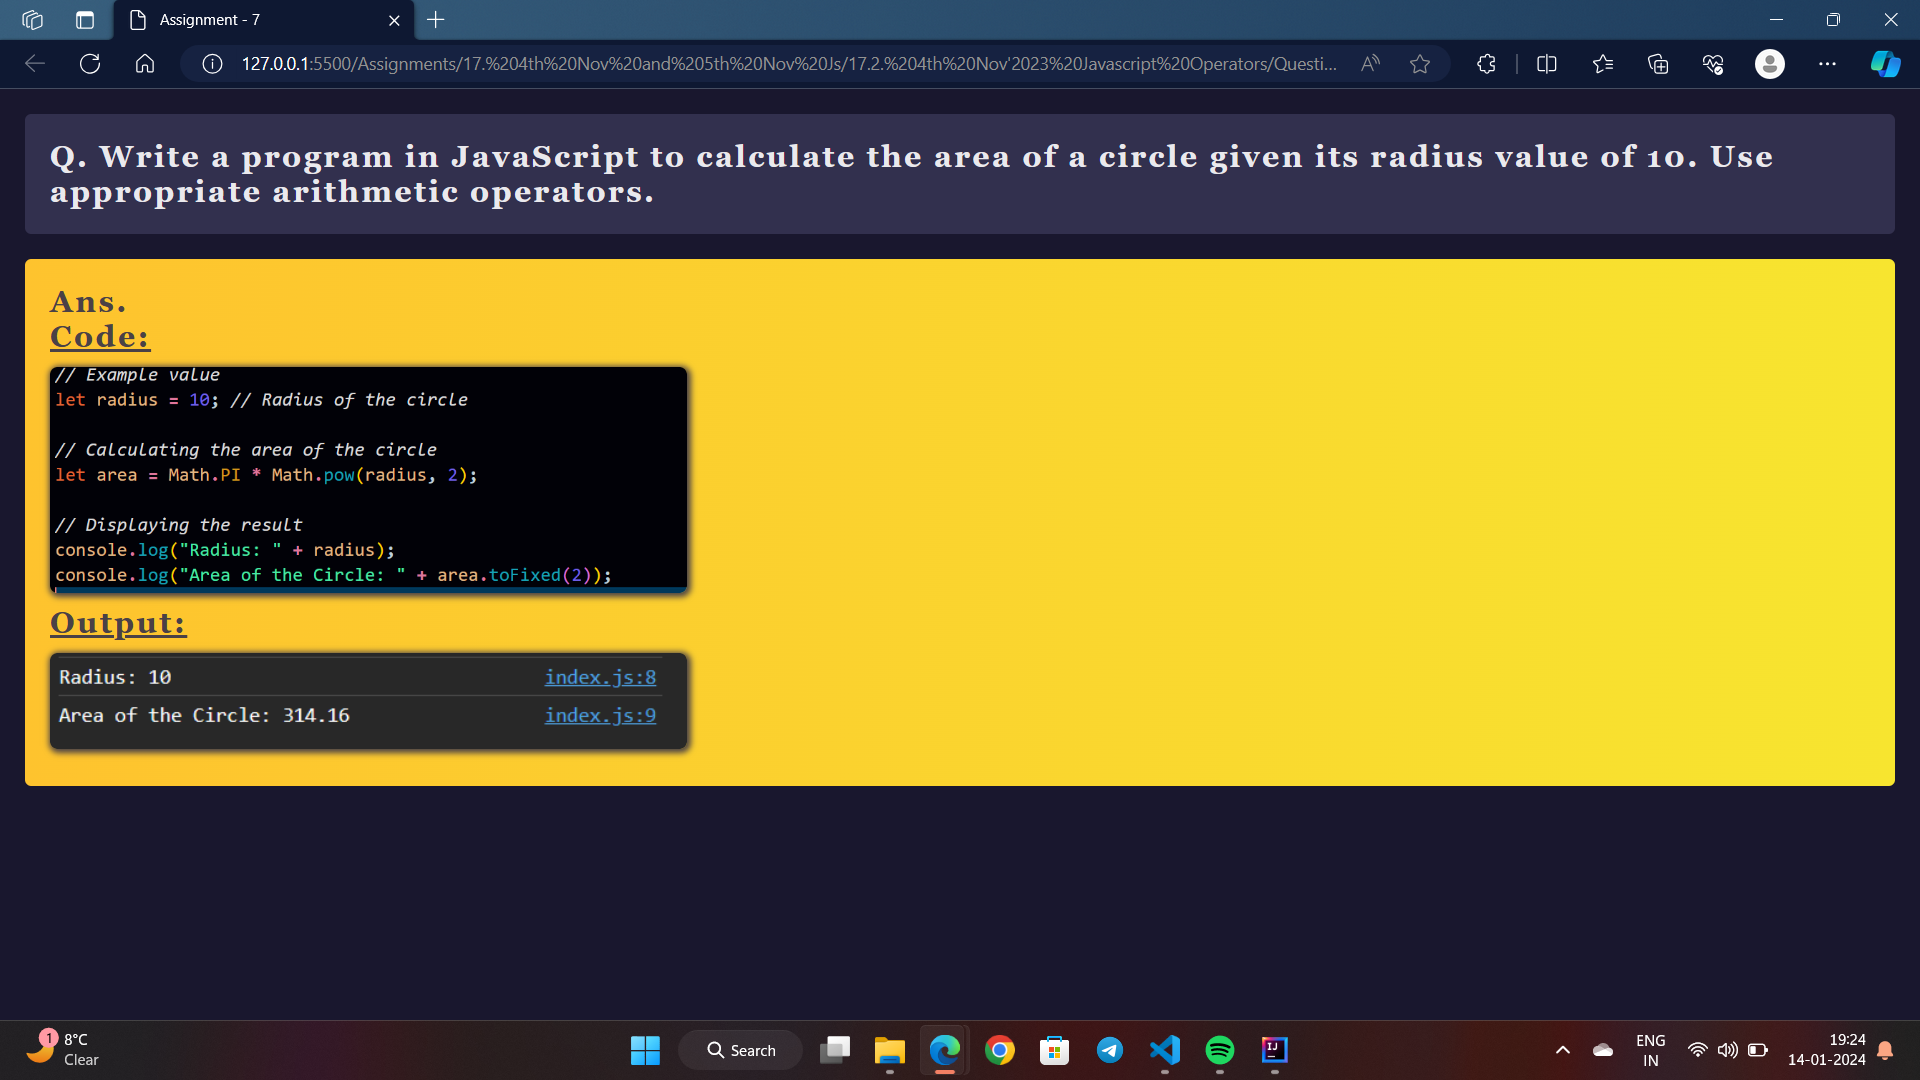 Assignment - 7
127.0.0.1:5500/Assignments/17.%204th%20Nov%20and%205th%20Nov%20Js/17.2.%204th%20Nov'2023%20Javascript%20Operators/Questi...
Q. Write a program in JavaScript to calculate the area of a circle given its radius value of 10. Use
appropriate arithmetic operators.
Ans.
Code:
// Example value
let radius = 10; // Radius of the circle
// Calculating the area of the circle
let area = Math.PI * Math.pow(radius, 2);
// Displaying the result
console.log("Radius: " + radius);
console.log("Area of the Circle: " + area.toFixed(2));
Output:
Radius: 10 index.js:8
Area of the Circle: 314.16 index.js:9
1
8°C
Clear
Search
IJ
ENG
IN
19:24
14-01-2024